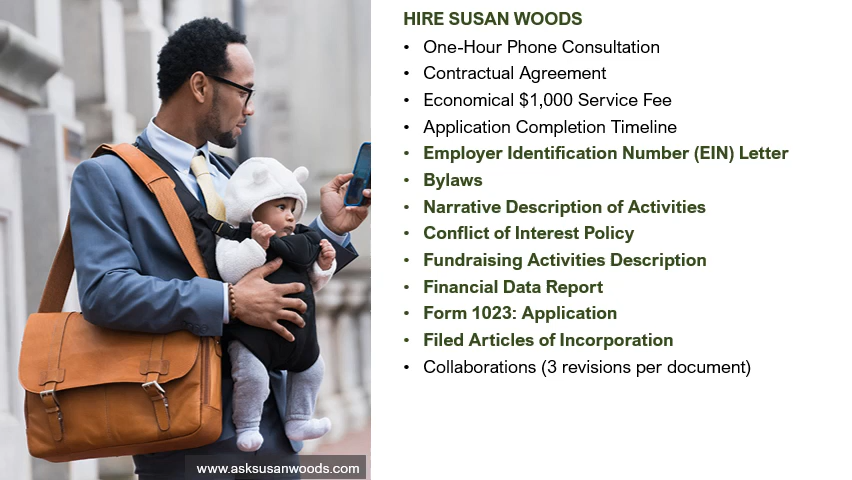 HIRE SUSAN WOODS
• One-Hour Phone Consultation
• Contractual Agreement
• Economical $1,000 Service Fee
• Application Completion Timeline
• Employer Identification Number (EIN) Letter
• Bylaws
• Narrative Description of Activities
• Conflict of Interest Policy
• Fundraising Activities Description
• Financial Data Report
• Form 1023: Application
• Filed Articles of Incorporation
• Collaborations (3 revisions per document)
www.asksusanwoods.com